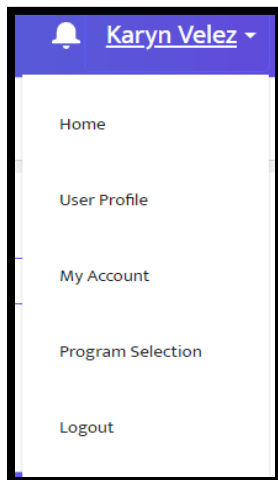 Karyn Velez
Home
User Profile
My Account
Program Selection
Logout